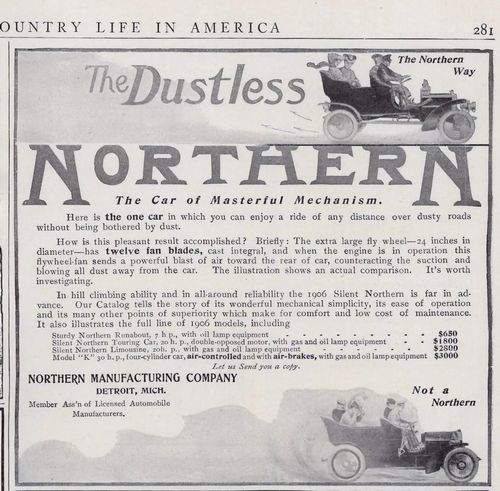 OUNTRY LIFE IN AMERICA 281
The Dustless
The Northern
Way
NORTHERN
The Car of Masterful Mechanism.
Here is the one car in which you can enjoy a ride of any distance over dusty roads
without being bothered by dust.
How is this pleasant result accomplished? Briefly: The extra large fly wheel—24 inches in
diameter—has twelve fan blades, cast integral, and when the engine is in operation this
flywheel-fan sends a powerful blast of air toward the rear of car, counteracting the suction and
blowing all dust away from the car. The illustration shows an actual comparison. It's worth
investigating.
In hill climbing ability and in all-around reliability the 1906 Silent Northern is far in ad-
vance. Our Catalog tells the story of its wonderful mechanical simplicity, its ease of operation
and its many other points of superiority which make for comfort and low cost of maintenance.
It also illustrates the full line of 1906 models, including
Sturdy Northern Runabout, 7 h p., with oil lamp equipment - - - - $650
Silent Northern Touring Car, 20 h. p., double-opposed motor, with gas and oil lamp equipment - - $1800
Silent Northern Limousine, 20h. p., with gas and oil lamp equipment - - - - $2800
Model "K" 30 h. p., four-cylinder car, air-controlled and with air-brakes, with gas and oil lamp equipment $3000
Let us Send you a copy.
NORTHERN MANUFACTURING COMPANY
DETROIT, MICH.
Member Ass'n of Licensed Automobile
Manufacturers.
Not a
Northern